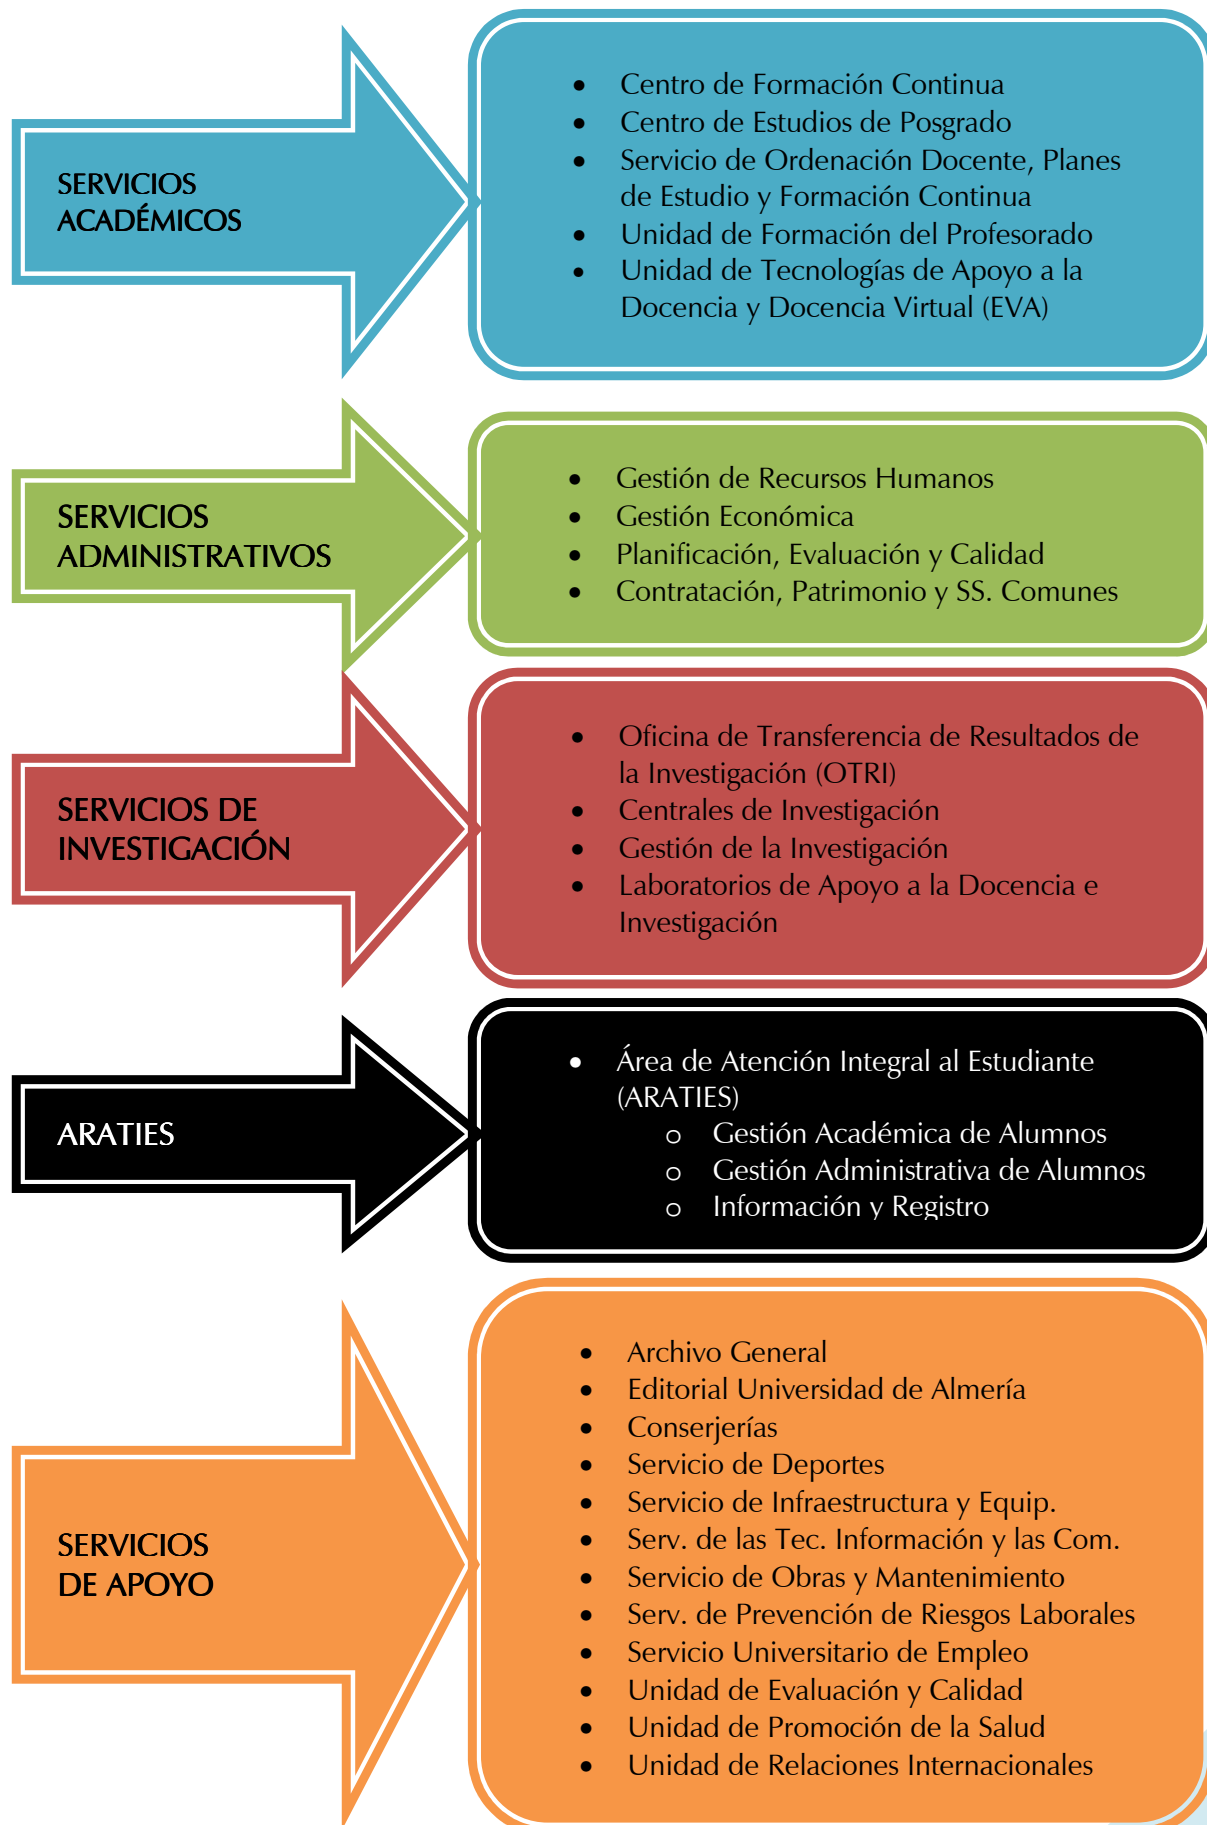 SERVICIOS
ACADÉMICOS
• Centro de Formación Continua
• Centro de Estudios de Posgrado
• Servicio de Ordenación Docente, Planes
de Estudio y Formación Continua
• Unidad de Formación del Profesorado
• Unidad de Tecnologías de Apoyo a la
Docencia y Docencia Virtual (EVA)
SERVICIOS
ADMINISTRATIVOS
• Gestión de Recursos Humanos
• Gestión Económica
• Planificación, Evaluación y Calidad
• Contratación, Patrimonio y SS. Comunes
SERVICIOS DE
INVESTIGACIÓN
• Oficina de Transferencia de Resultados de
la Investigación (OTRI)
• Centrales de Investigación
• Gestión de la Investigación
• Laboratorios de Apoyo a la Docencia e
Investigación
ARATIES
• Área de Atención Integral al Estudiante
(ARATIES)
o Gestión Académica de Alumnos
o Gestión Administrativa de Alumnos
o Información y Registro
SERVICIOS
DE APOYO
• Archivo General
• Editorial Universidad de Almería
• Conserjerías
• Servicio de Deportes
• Servicio de Infraestructura y Equip.
• Serv. de las Tec. Información y las Com.
• Servicio de Obras y Mantenimiento
• Serv. de Prevención de Riesgos Laborales
• Servicio Universitario de Empleo
• Unidad de Evaluación y Calidad
• Unidad de Promoción de la Salud
• Unidad de Relaciones Internacionales